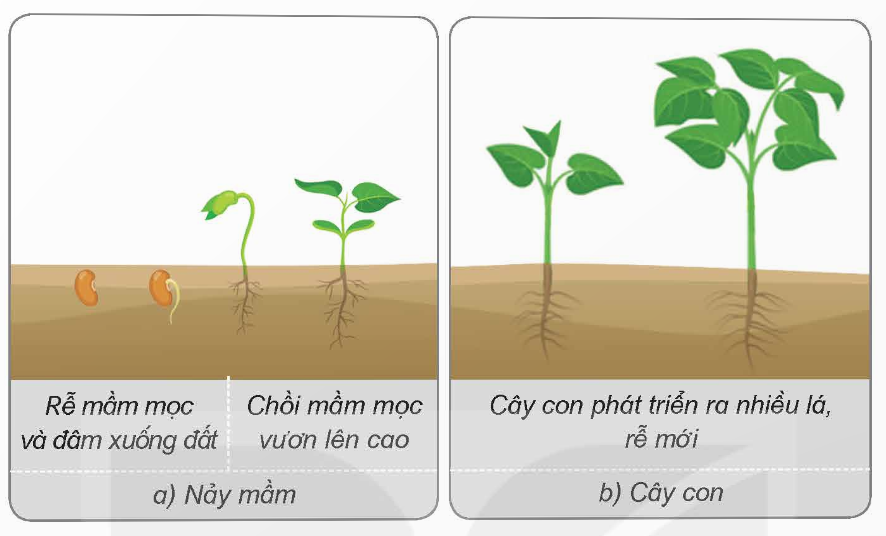 Rễ mầm mọc
và đâm xuống đất
Chồi mầm mọc
vươn lên cao
a) Nảy mầm
Cây con phát triển ra nhiều lá,
rễ mới
b) Cây con